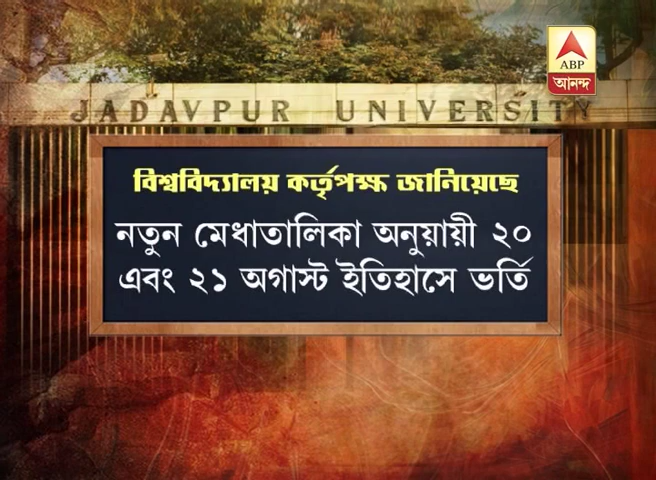 ABP
আনন্দ
JADAVPUR UNIVERSITY
বিশ্ববিদ্যালয় কর্তৃপক্ষ জানিয়েছে
নতুন মেধাতালিকা অনুয়ায়ী ২০
এবং ২১ অগাস্ট ইতিহাসে ভর্তি